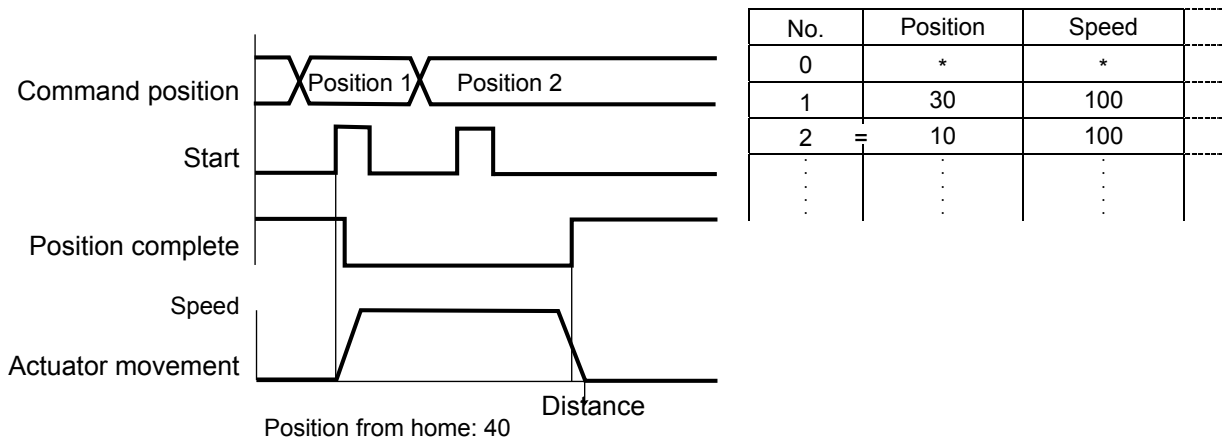 Command position
Position 1
Position 2
Start
Position complete
Speed
Actuator movement
Distance
Position from home: 40
No. Position Speed
0 * *
1 30 100
2 = 10 100